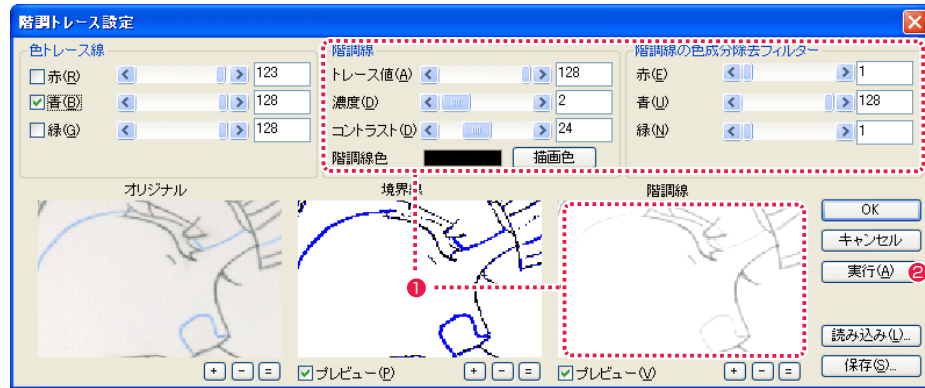 階調トレース設定
色トレース線
赤(R) 123
青(B) 128
緑(G) 128
階調線
トレース値(A) 128
濃度(D) 2
コントラスト(D) 24
階調線色 描画色
階調線の色成分除去フィルター
赤(E) 1
青(U) 128
緑(N) 1
オリジナル
境界線
階調線
+ - =
プレビュー(P) + - =
プレビュー(V) + - =
OK
キャンセル
実行(A)
読み込み(L)...
保存(S)...
1
2